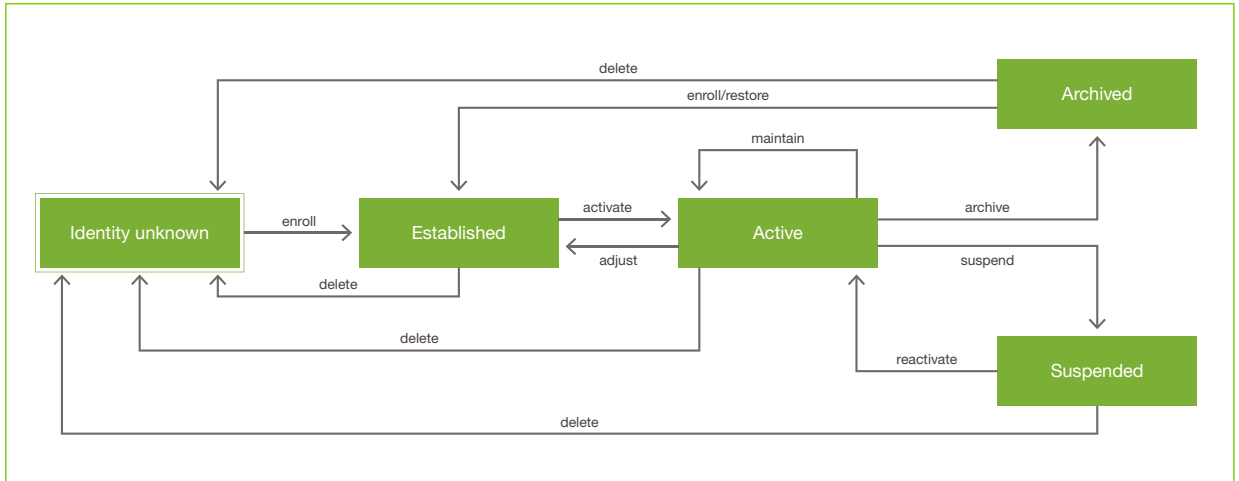 delete
Archived
enroll/restore
maintain
Identity unknown
enroll
Established
activate
adjust
Active
archive
suspend
delete
delete
reactivate
Suspended
delete